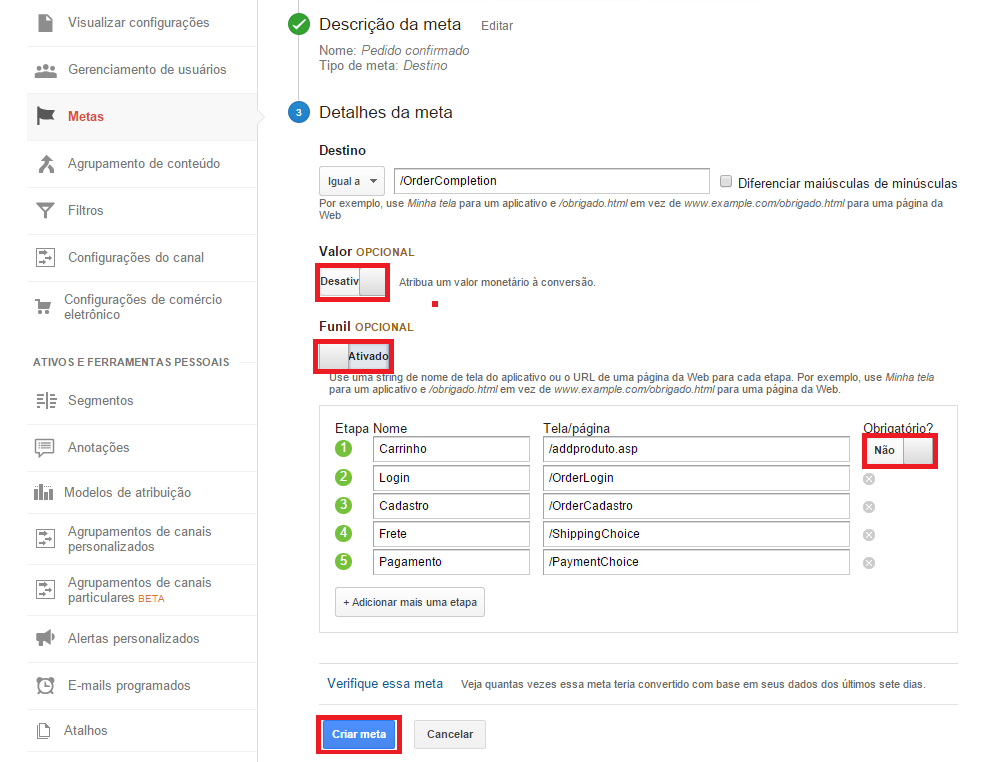 Visualizar configurações
Gerenciamento de usuários
Metas
Agrupamento de conteúdo
Filtros
Configurações do canal
Configurações de comércio
eletrônico
ATIVOS E FERRAMENTAS PESSOAIS
Segmentos
Anotações
Modelos de atribuição
Agrupamentos de canais
personalizados
Agrupamentos de canais
particulares BETA
Alertas personalizados
E-mails programados
Atalhos
Descrição da meta Editar
Nome: Pedido confirmado
Tipo de meta: Destino
3 Detalhes da meta
Destino
Igual a /OrderCompletion Diferenciar maiúsculas de minúsculas
Por exemplo, use Minha tela para um aplicativo e /obrigado.html em vez de www.example.com/obrigado.html para uma página da
Web
Valor OPCIONAL
Desativ Atribua um valor monetário à conversão.
Funil OPCIONAL
Ativado
Use uma string de nome de tela do aplicativo ou o URL de uma página da Web para cada etapa. Por exemplo, use Minha tela
para um aplicativo e /obrigado.html em vez de www.example.com/obrigado.html para uma página da Web.
Etapa Nome Tela/página Obrigatório?
1 Carrinho /addproduto.asp Não
2 Login /OrderLogin
3 Cadastro /OrderCadastro
4 Frete /ShippingChoice
5 Pagamento /PaymentChoice
+ Adicionar mais uma etapa
Verifique essa meta Veja quantas vezes essa meta teria convertido com base em seus dados dos últimos sete dias.
Criar meta Cancelar